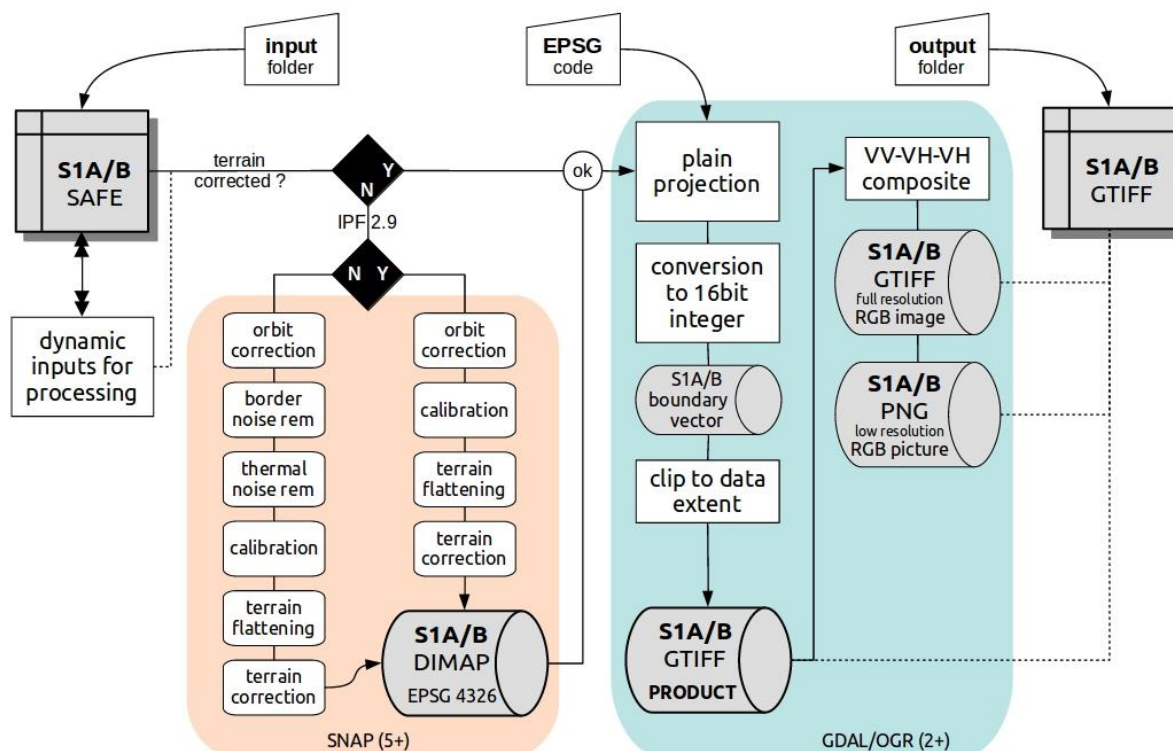 input
folder
EPSG
code
output
folder
S1A/B
SAFE
terrain
corrected ?
Y
N
IPF 2.9
N Y
ok
dynamic
inputs for
processing
orbit
correction
border
noise rem
thermal
noise rem
calibration
terrain
flattening
terrain
correction
orbit
correction
calibration
terrain
flattening
terrain
correction
S1A/B
DIMAP
EPSG 4326
SNAP (5+)
plain
projection
conversion
to 16bit
integer
S1A/B
boundary
vector
clip to data
extent
S1A/B
GTIFF
PRODUCT
VV-VH-VH
composite
S1A/B
GTIFF
full resolution
RGB image
S1A/B
PNG
low resolution
RGB picture
GDAL/OGR (2+)
S1A/B
GTIFF